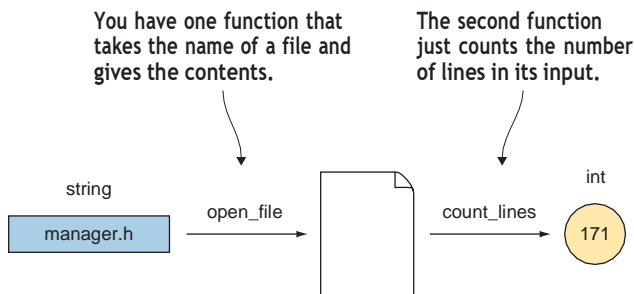 You have one function that
takes the name of a file and
gives the contents.
The second function
just counts the number
of lines in its input.
string
manager.h
open_file
count_lines
int
171